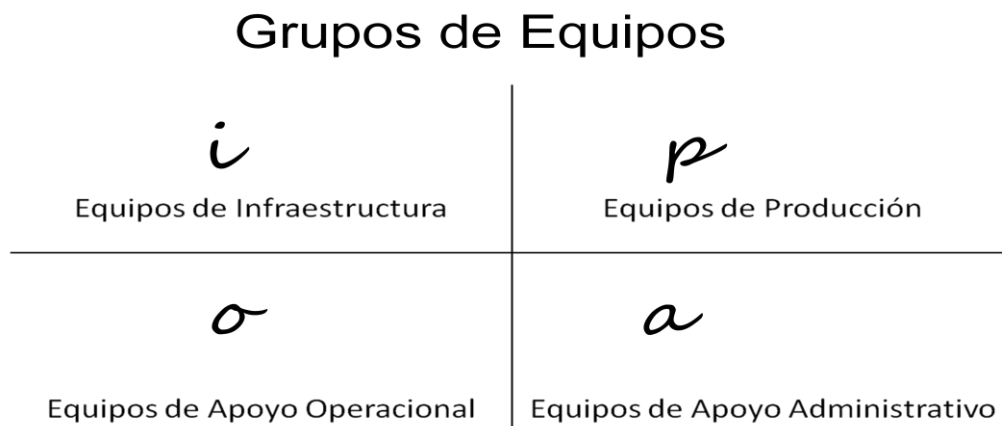 Grupos de Equipos
i
Equipos de Infraestructura
p
Equipos de Producción
o
Equipos de Apoyo Operacional
a
Equipos de Apoyo Administrativo